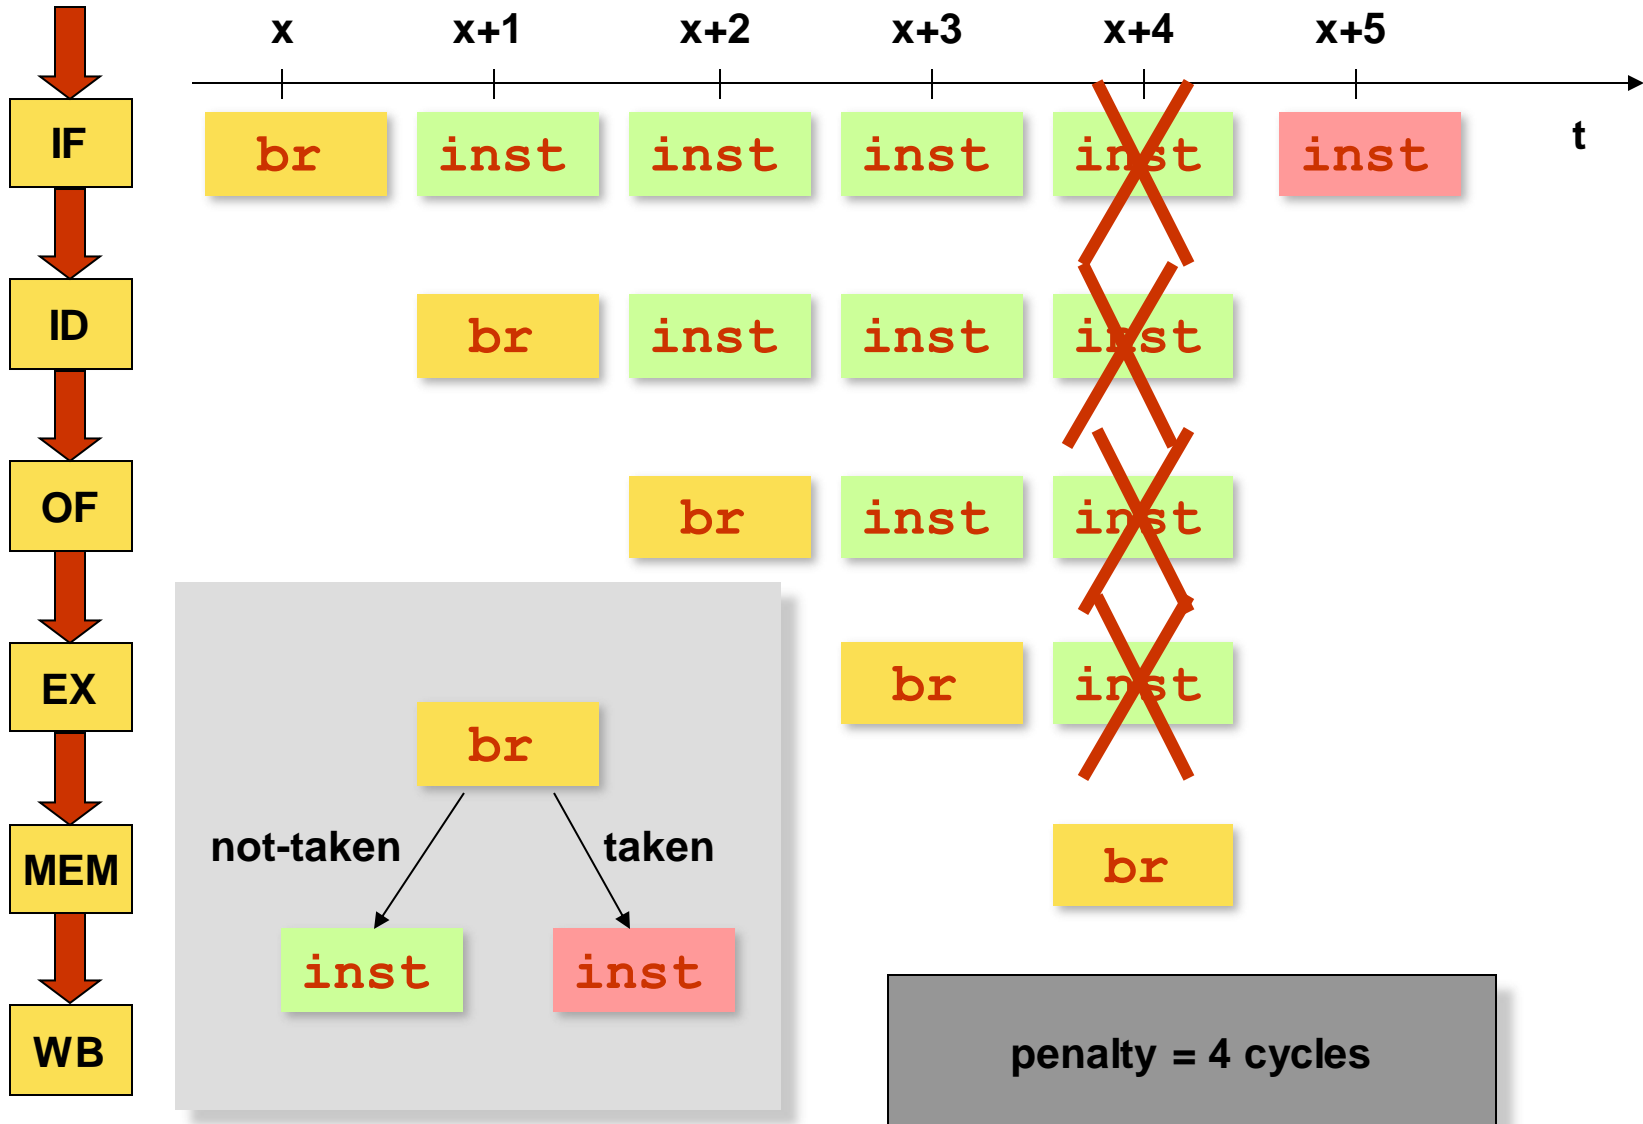 x x+1 x+2 x+3 x+4 x+5
t
IF br inst inst inst inst inst
ID br inst inst inst
OF br inst inst
EX br inst
br
not-taken taken
MEM br
inst inst
WB
penalty = 4 cycles